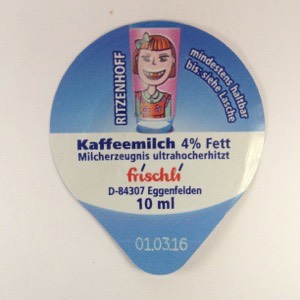 RITZENHOFF
mindestens haltbar
bis: siehe Lasche
Kaffeemilch 4% Fett
Milcherzeugnis ultrahocherhitzt
frischli
D-84307 Eggenfelden
10 ml
01.03.16